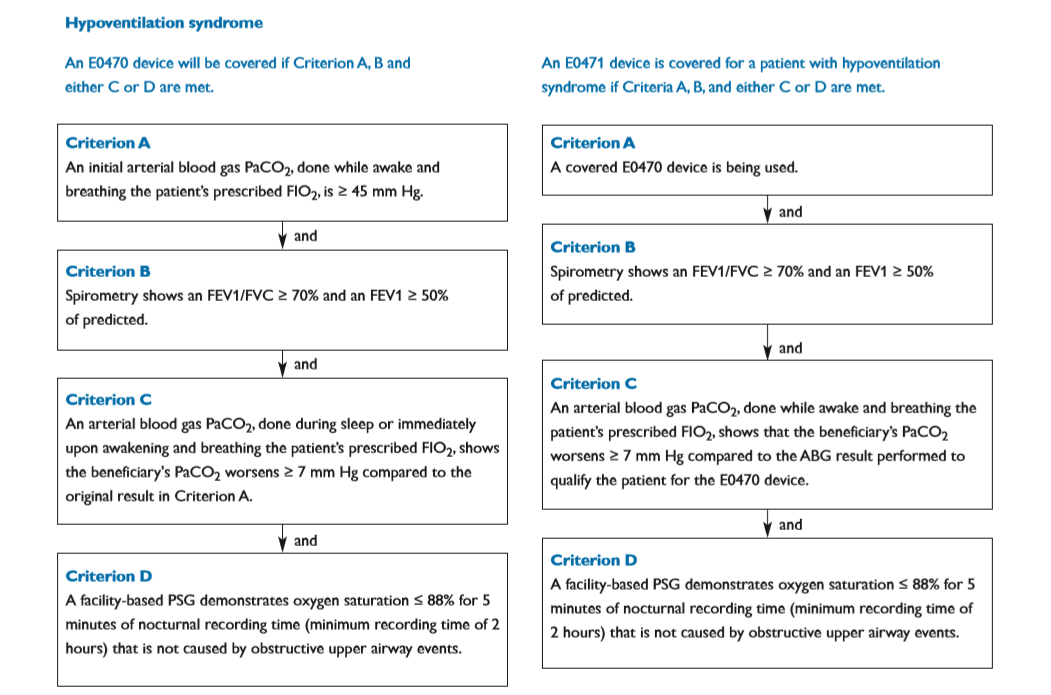 Hypoventilation syndrome
An E0470 device will be covered if Criterion A, B and
either C or D are met.
Criterion A
An initial arterial blood gas PaCO₂, done while awake and
breathing the patient's prescribed FIO₂, is ≥ 45 mm Hg.
and
Criterion B
Spirometry shows an FEV1/FVC ≥ 70% and an FEV1 ≥ 50%
of predicted.
and
Criterion C
An arterial blood gas PaCO₂, done during sleep or immediately
upon awakening and breathing the patient's prescribed FIO₂, shows
the beneficiary's PaCO₂ worsens ≥ 7 mm Hg compared to the
original result in Criterion A.
and
Criterion D
A facility-based PSG demonstrates oxygen saturation ≤ 88% for 5
minutes of nocturnal recording time (minimum recording time of 2
hours) that is not caused by obstructive upper airway events.
An E0471 device is covered for a patient with hypoventilation
syndrome if Criteria A, B, and either C or D are met.
Criterion A
A covered E0470 device is being used.
and
Criterion B
Spirometry shows an FEV1/FVC ≥ 70% and an FEV1 ≥ 50%
of predicted.
and
Criterion C
An arterial blood gas PaCO₂, done while awake and breathing the
patient's prescribed FIO₂, shows that the beneficiary's PaCO₂
worsens ≥ 7 mm Hg compared to the ABG result performed to
qualify the patient for the E0470 device.
and
Criterion D
A facility-based PSG demonstrates oxygen saturation ≤ 88% for 5
minutes of nocturnal recording time (minimum recording time of
2 hours) that is not caused by obstructive upper airway events.